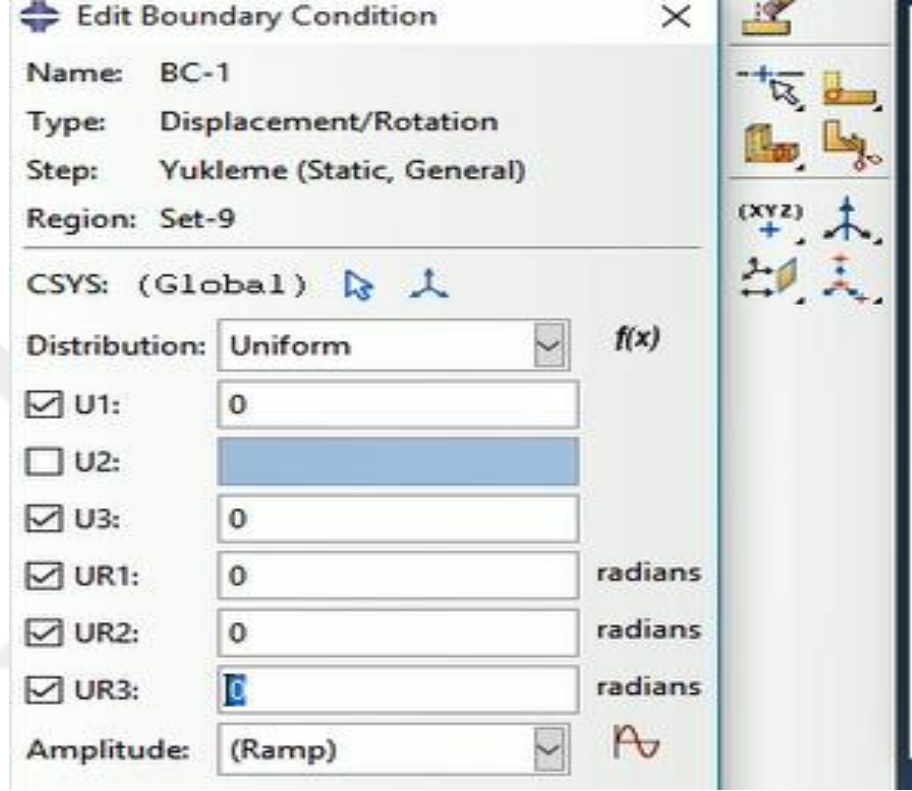 Edit Boundary Condition
Name: BC-1
Type: Displacement/Rotation
Step: Yukleme (Static, General)
Region: Set-9
CSYS: (Global)
Distribution: Uniform f(x)
U1: 0
U2:
U3: 0
UR1: 0 radians
UR2: 0 radians
UR3: 0 radians
Amplitude: (Ramp)
(XYZ)